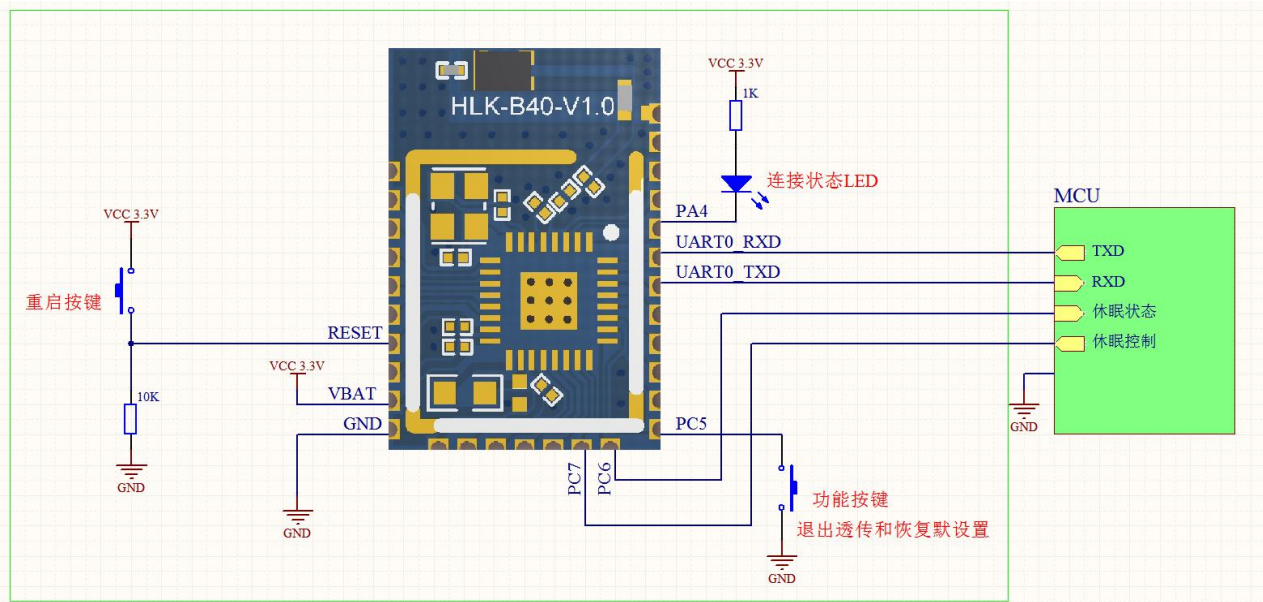 HLK-B40-V1.0
VCC 3.3V
1K
连接状态LED
PA4
UART0_RXD
UART0_TXD
MCU
TXD
RXD
休眠状态
休眠控制
GND
VCC 3.3V
重启按键
RESET
10K
GND
VCC 3.3V
VBAT
GND
GND
PC7
PC6
PC5
功能按键
退出透传和恢复默设置
GND